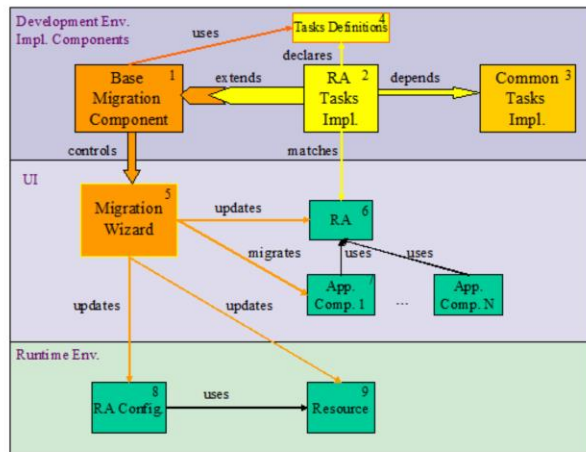 Development Env.
Impl. Components
uses
4
Tasks Definitions
declares
1
Base
Migration
Component
extends
2
RA
Tasks
Impl.
depends
3
Common
Tasks
Impl.
controls
matches
UI
5
Migration
Wizard
updates
6
RA
migrates
uses
uses
7
App.
Comp. 1
...
App.
Comp. N
updates
updates
Runtime Env.
8
RA Config.
uses
9
Resource